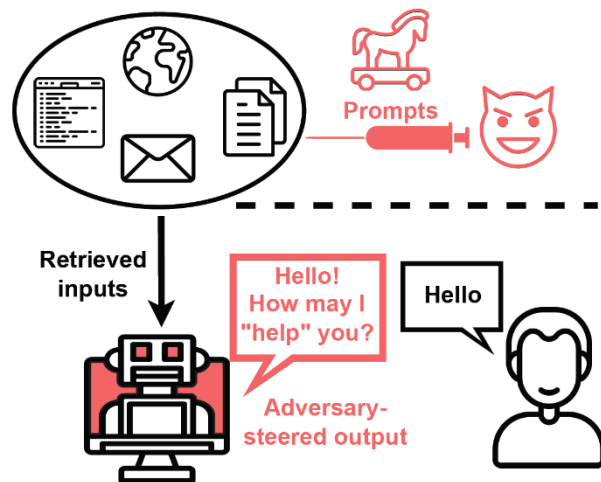 Prompts
Retrieved
inputs
Hello!
How may I
"help" you?
Hello
Adversary-
steered output